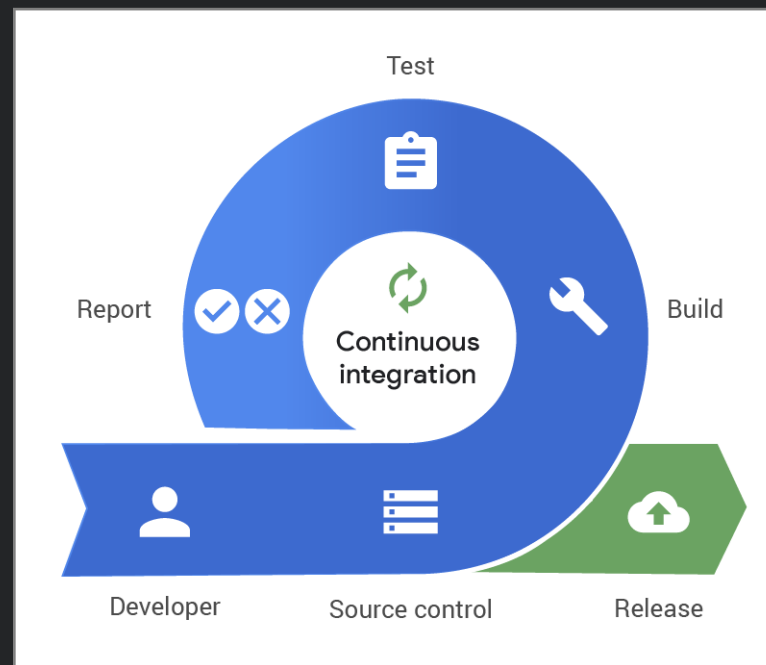 Test
Report
Continuous
integration
Build
Developer
Source control
Release